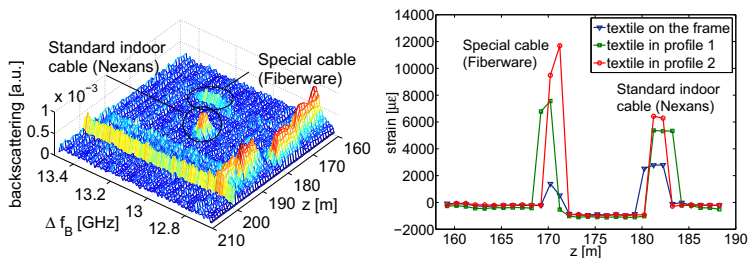 Standard indoor
cable (Nexans)
Special cable
(Fiberware)
backscattering [a.u.]
x 10⁻³
1
0.5
0
13.4
13.2
13
12.8
Δ f_B [GHz]
160
170
180
190
200
210
z [m]
14000
12000
10000
8000
6000
4000
2000
0
−2000
strain [µε]
160
165
170
175
180
185
190
z [m]
Special cable
(Fiberware)
textile on the frame
textile in profile 1
textile in profile 2
Standard indoor
cable (Nexans)